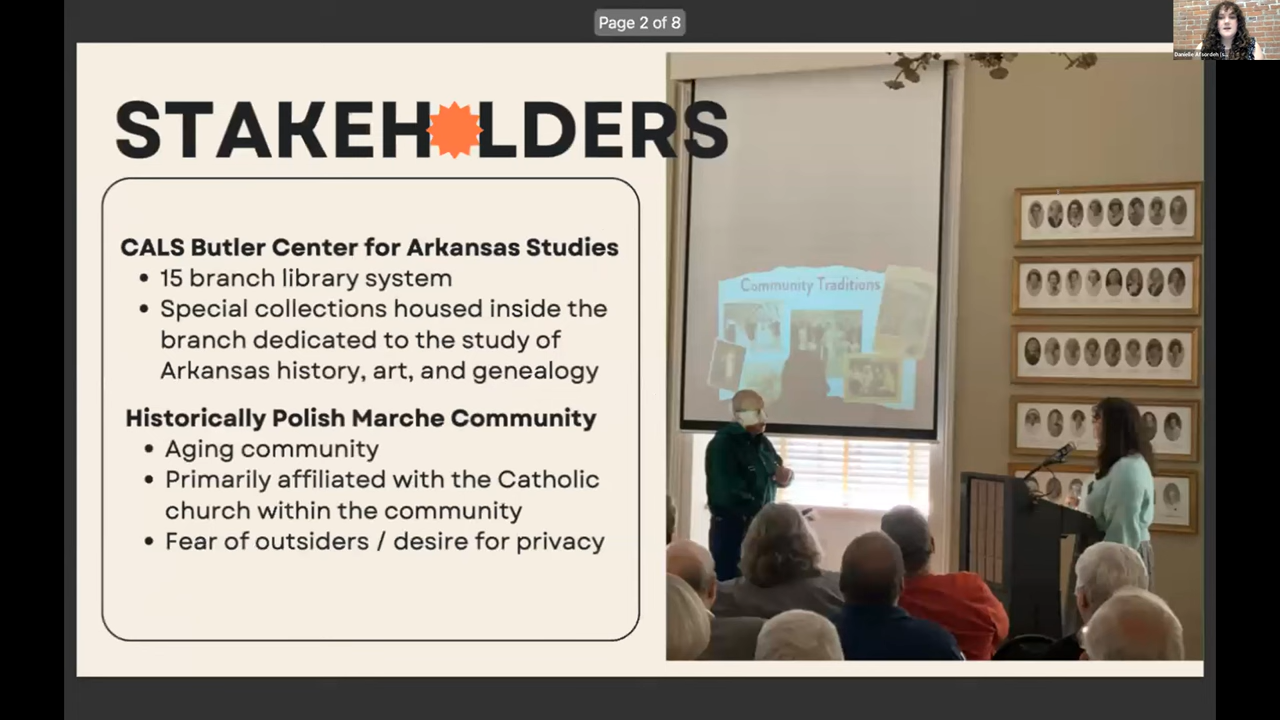 Page 2 of 8
Danielle Afsordeh
STAKEHOLDERS
CALS Butler Center for Arkansas Studies
• 15 branch library system
• Special collections housed inside the
branch dedicated to the study of
Arkansas history, art, and genealogy
Historically Polish Marche Community
• Aging community
• Primarily affiliated with the Catholic
church within the community
• Fear of outsiders / desire for privacy
Community Traditions